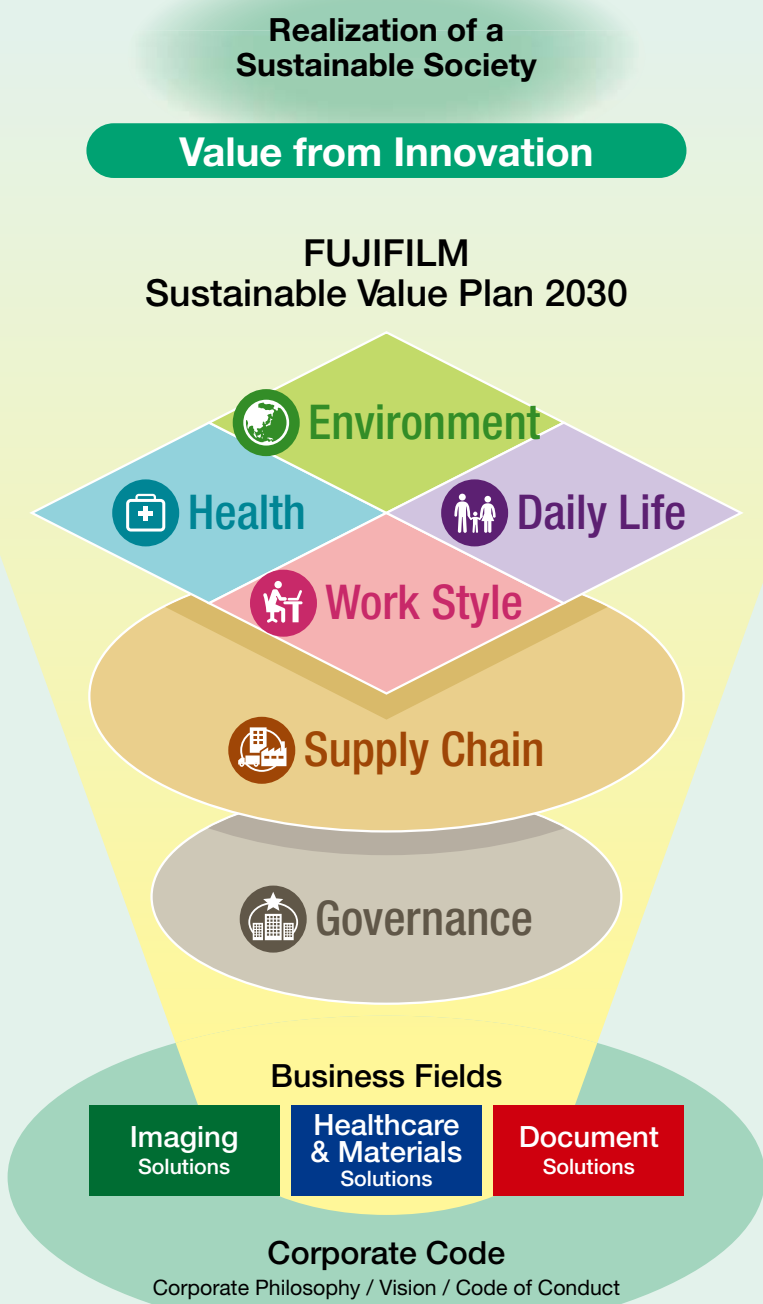 Realization of a
Sustainable Society
Value from Innovation
FUJIFILM
Sustainable Value Plan 2030
Environment
Health
Daily Life
Work Style
Supply Chain
Governance
Business Fields
Imaging
Solutions
Healthcare
& Materials
Solutions
Document
Solutions
Corporate Code
Corporate Philosophy / Vision / Code of Conduct